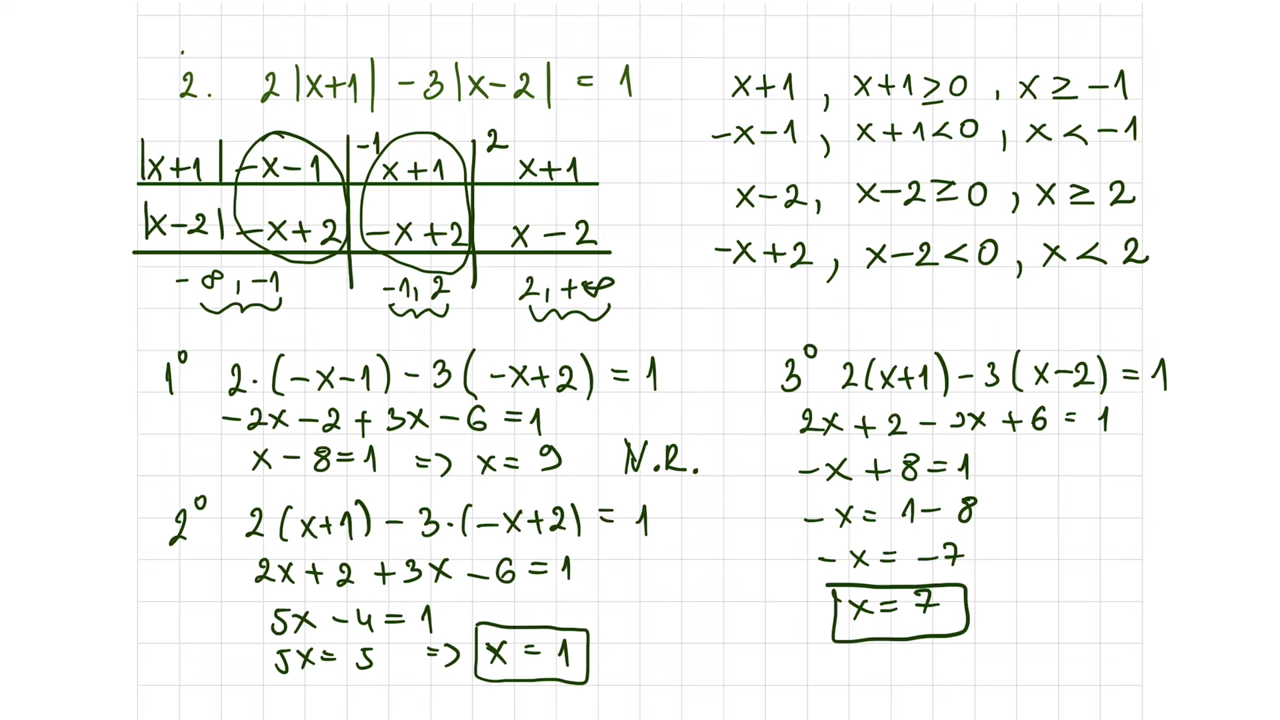 2. 2|x+1| - 3|x-2| = 1
|x+1| -x-1 -1 x+1 2 x+1
|x-2| -x+2 -x+2 x-2
-∞, -1 -1, 2 2, +∞
x+1, x+1≥0, x≥-1
-x-1, x+1<0, x<-1
x-2, x-2≥0, x≥2
-x+2, x-2<0, x<2
1° 2·(-x-1) - 3(-x+2) = 1
-2x-2+3x-6=1
x-8=1 => x=9 N.R.
2° 2(x+1) - 3·(-x+2) = 1
2x+2+3x-6=1
5x-4=1
5x=5 => x=1
3° 2(x+1) - 3(x-2) = 1
2x+2-3x+6=1
-x+8=1
-x=1-8
-x=-7
x=7